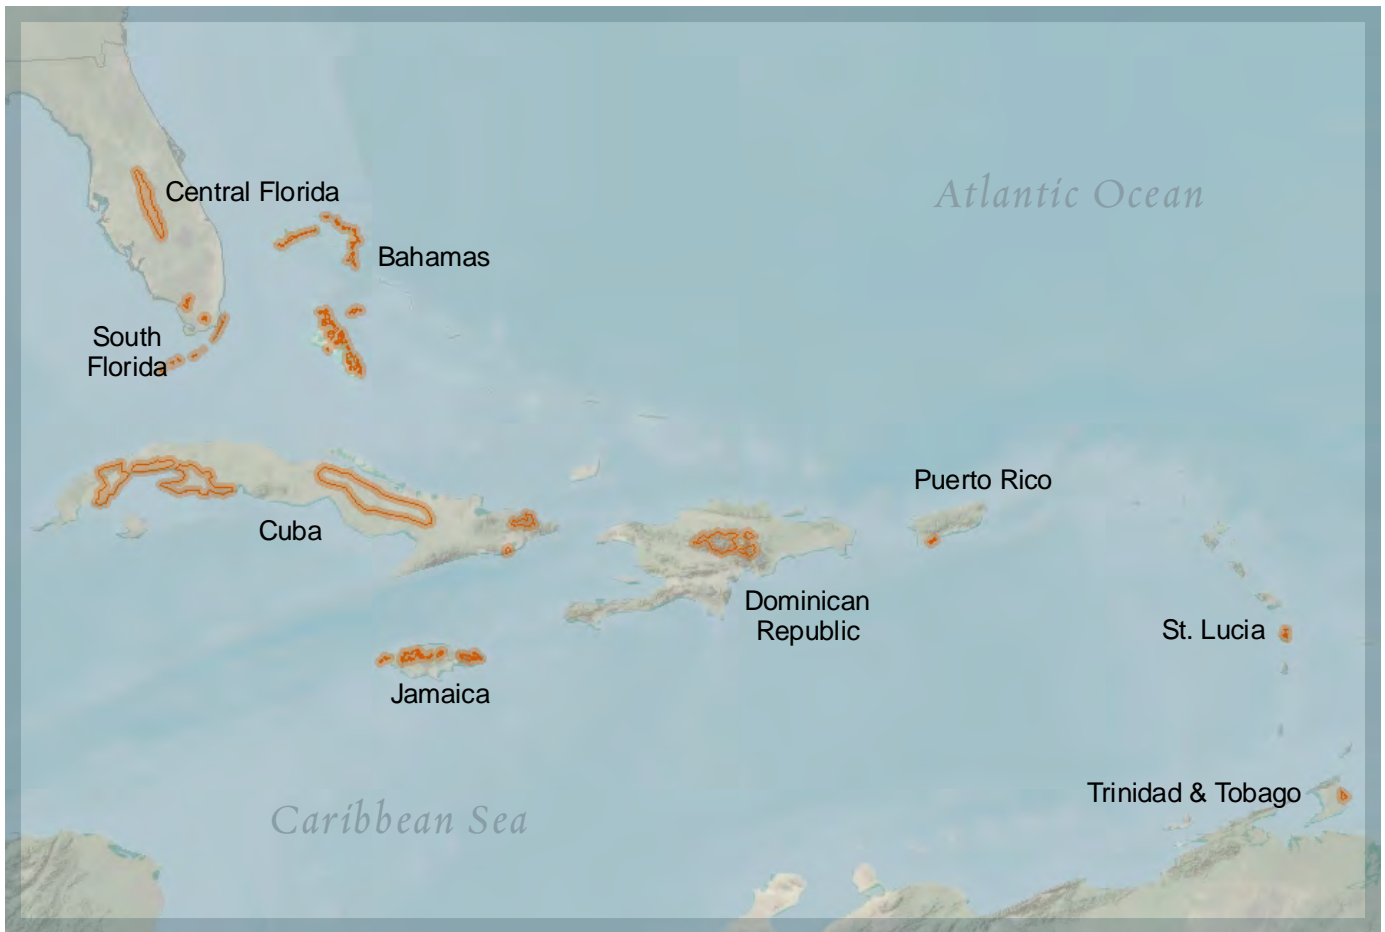 Atlantic Ocean
Central Florida
Bahamas
South
Florida
Puerto Rico
Cuba
Dominican
Republic
St. Lucia
Jamaica
Trinidad & Tobago
Caribbean Sea